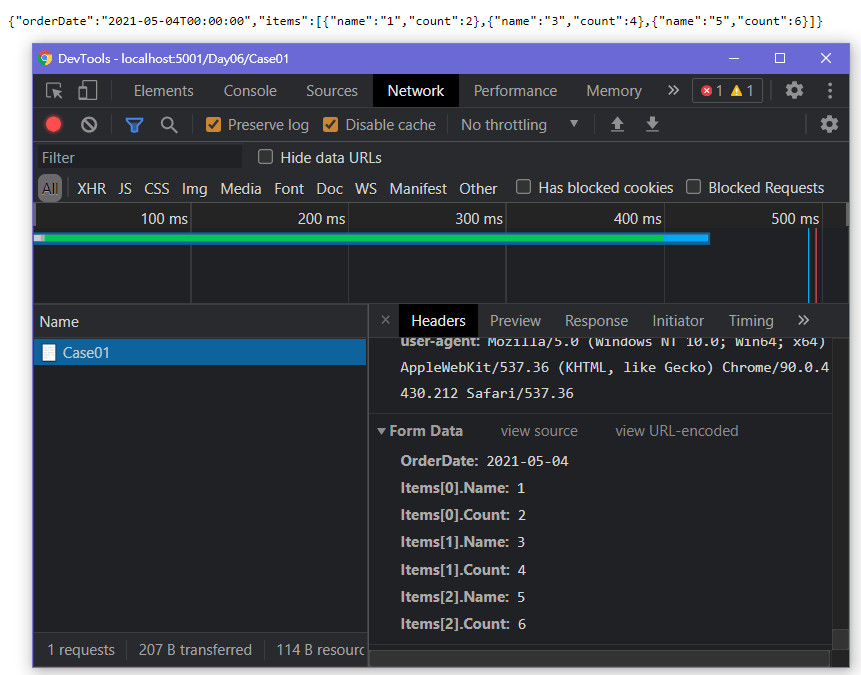 {"orderDate":"2021-05-04T00:00:00","items":[{"name":"1","count":2},{"name":"3","count":4},{"name":"5","count":6}]}
DevTools - localhost:5001/Day06/Case01
Elements Console Sources Network Performance Memory » 1 1
Preserve log Disable cache No throttling
Filter Hide data URLs
All XHR JS CSS Img Media Font Doc WS Manifest Other Has blocked cookies Blocked Requests
100 ms 200 ms 300 ms 400 ms 500 ms
Name
Case01
1 requests 207 B transferred 114 B resourc
× Headers Preview Response Initiator Timing »
user-agent: Mozilla/5.0 (Windows NT 10.0; Win64; x64)
AppleWebKit/537.36 (KHTML, like Gecko) Chrome/90.0.4
430.212 Safari/537.36
Form Data view source view URL-encoded
OrderDate: 2021-05-04
Items[0].Name: 1
Items[0].Count: 2
Items[1].Name: 3
Items[1].Count: 4
Items[2].Name: 5
Items[2].Count: 6